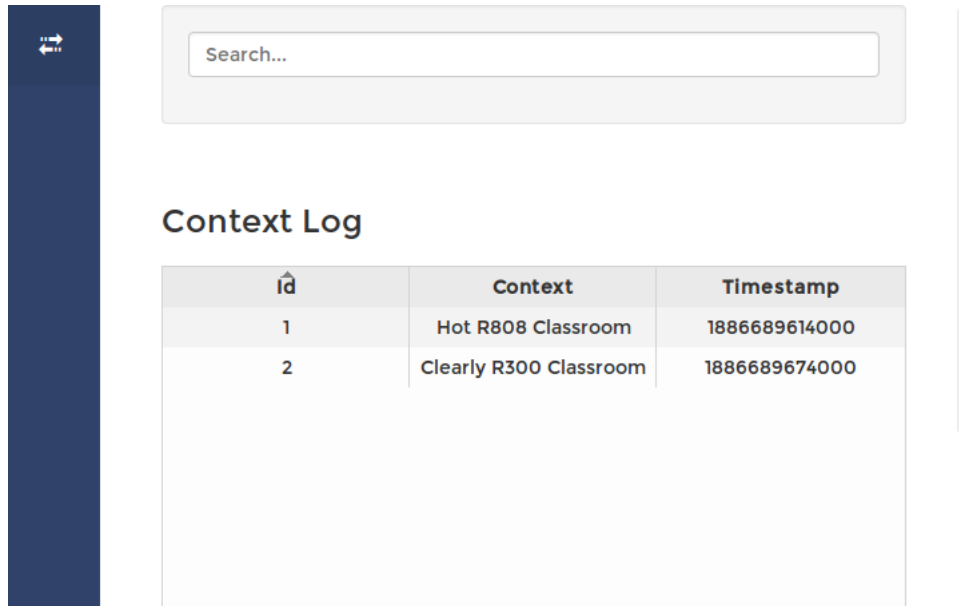 Search...
Context Log
Id Context Timestamp
1 Hot R808 Classroom 1886689614000
2 Clearly R300 Classroom 1886689674000